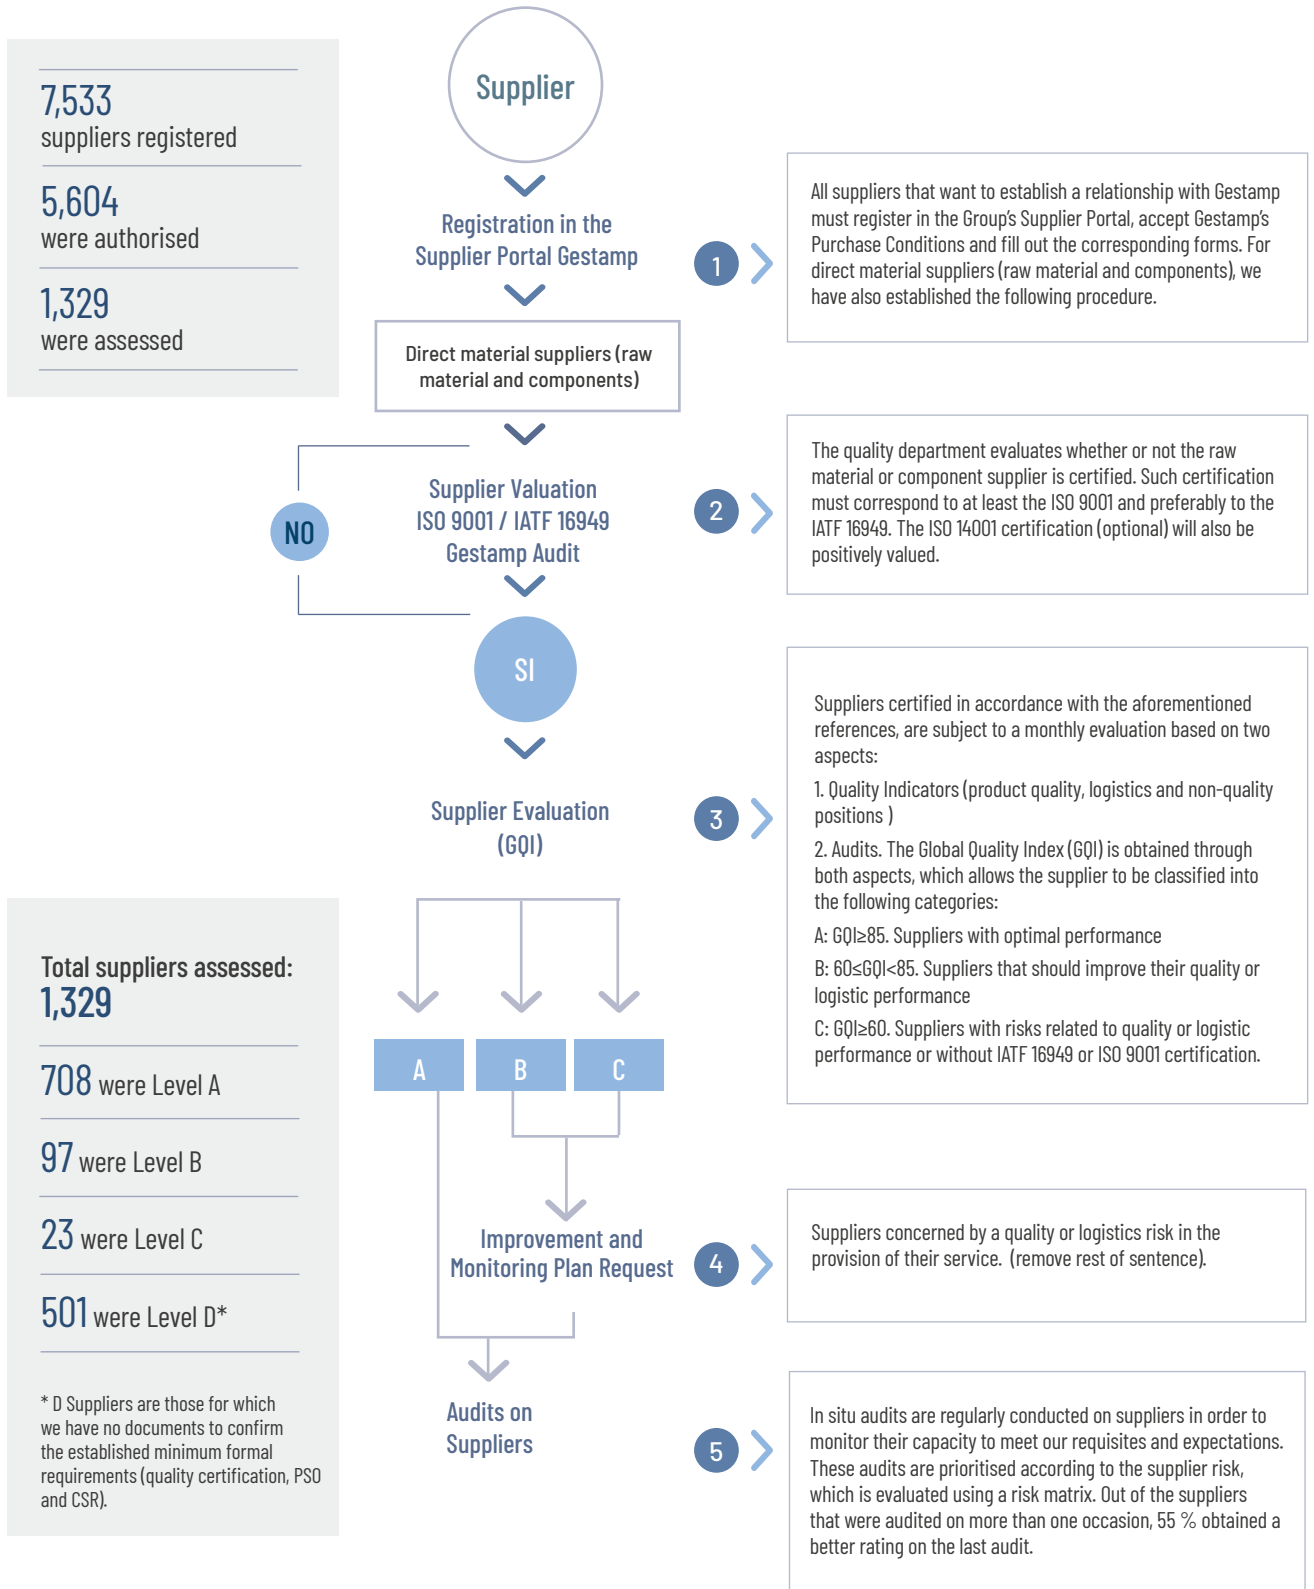 7,533
suppliers registered
5,604
were authorised
1,329
were assessed
Supplier
Registration in the
Supplier Portal Gestamp
1
All suppliers that want to establish a relationship with Gestamp
must register in the Group's Supplier Portal, accept Gestamp's
Purchase Conditions and fill out the corresponding forms. For
direct material suppliers (raw material and components), we
have also established the following procedure.
Direct material suppliers (raw
material and components)
NO
Supplier Valuation
ISO 9001 / IATF 16949
Gestamp Audit
2
The quality department evaluates whether or not the raw
material or component supplier is certified. Such certification
must correspond to at least the ISO 9001 and preferably to the
IATF 16949. The ISO 14001 certification (optional) will also be
positively valued.
SI
Supplier Evaluation
(GQI)
3
Suppliers certified in accordance with the aforementioned
references, are subject to a monthly evaluation based on two
aspects:
1. Quality Indicators (product quality, logistics and non-quality
positions )
2. Audits. The Global Quality Index (GQI) is obtained through
both aspects, which allows the supplier to be classified into
the following categories:
A: GQI≥85. Suppliers with optimal performance
B: 60≤GQI<85. Suppliers that should improve their quality or
logistic performance
C: GQI≥60. Suppliers with risks related to quality or logistic
performance or without IATF 16949 or ISO 9001 certification.
Total suppliers assessed:
1,329
708 were Level A
97 were Level B
23 were Level C
501 were Level D*
* D Suppliers are those for which
we have no documents to confirm
the established minimum formal
requirements (quality certification, PSO
and CSR).
A
B
C
Improvement and
Monitoring Plan Request
4
Suppliers concerned by a quality or logistics risk in the
provision of their service. (remove rest of sentence).
Audits on
Suppliers
5
In situ audits are regularly conducted on suppliers in order to
monitor their capacity to meet our requisites and expectations.
These audits are prioritised according to the supplier risk,
which is evaluated using a risk matrix. Out of the suppliers
that were audited on more than one occasion, 55 % obtained a
better rating on the last audit.